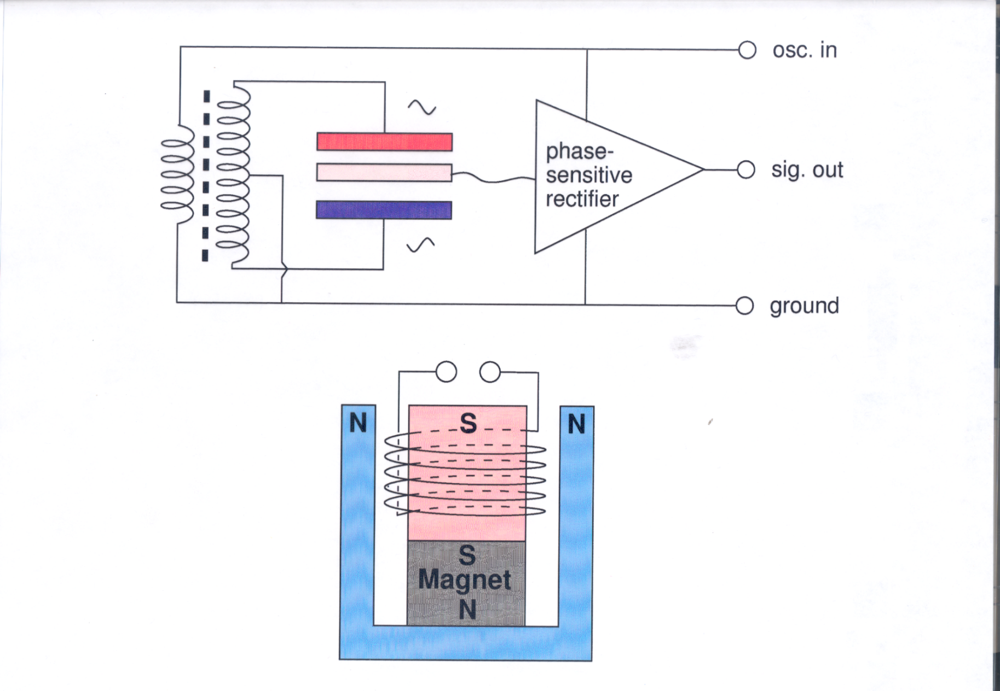 osc. in
phase-
sensitive
rectifier
sig. out
ground
N
S
N
S
Magnet
N